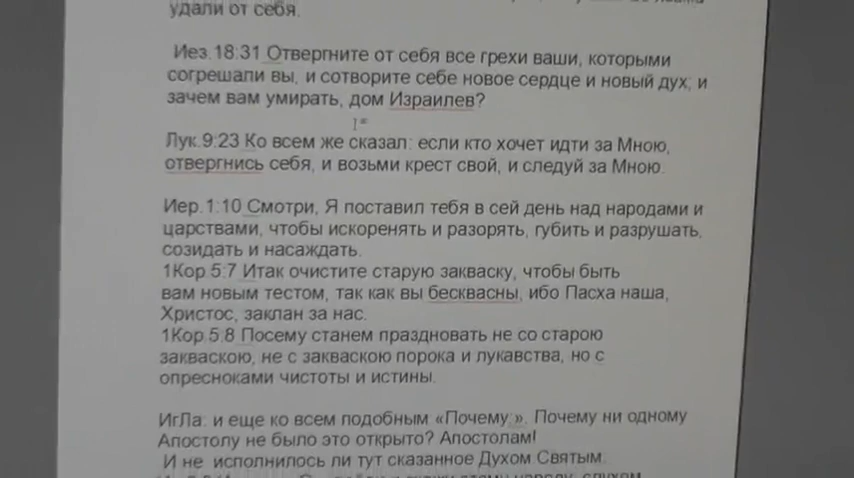 удали от себя.
Иез.18:31 Отвергните от себя все грехи ваши, которыми
согрешали вы, и сотворите себе новое сердце и новый дух; и
зачем вам умирать, дом Израилев?
Лук.9:23 Ко всем же сказал: если кто хочет идти за Мною,
отвергнись себя, и возьми крест свой, и следуй за Мною.
Иер.1:10 Смотри, Я поставил тебя в сей день над народами и
царствами, чтобы искоренять и разорять, губить и разрушать,
созидать и насаждать.
1Кор.5:7 Итак очистите старую закваску, чтобы быть
вам новым тестом, так как вы бесквасны, ибо Пасха наша,
Христос, заклан за нас.
1Кор.5:8 Посему станем праздновать не со старою
закваскою, не с закваскою порока и лукавства, но с
опресноками чистоты и истины.
ИгЛа: и еще ко всем подобным «Почему:». Почему ни одному
Апостолу не было это открыто? Апостолам!
И не исполнилось ли тут сказанное Духом Святым: